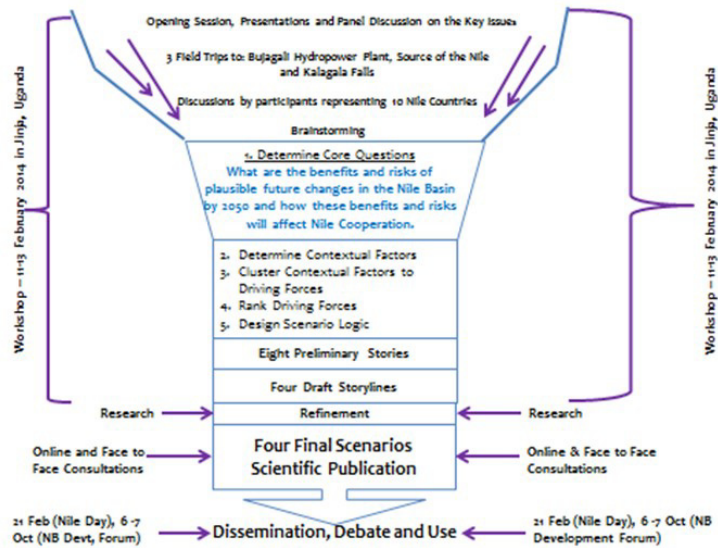 Opening Session, Presentations and Panel Discussion on the Key Issues
3 Field Trips to: Bujagali Hydropower Plant, Source of the Nile
and Kalagala Falls
Discussions by participants representing 10 Nile Countries
Brainstorming
1. Determine Core Questions
What are the benefits and risks of
plausible future changes in the Nile Basin
by 2050 and how these benefits and risks
will affect Nile Cooperation.
2. Determine Contextual Factors
3. Cluster Contextual Factors to
Driving Forces
4. Rank Driving Forces
5. Design Scenario Logic
Eight Preliminary Stories
Four Draft Storylines
Workshop – 11-13 February 2014 in Jinja, Uganda
Workshop – 11-13 February 2014 in Jinja, Uganda
Research
Refinement
Research
Online and Face to
Face Consultations
Four Final Scenarios
Scientific Publication
Online & Face to Face
Consultations
21 Feb (Nile Day), 6 -7
Oct (NB Devt, Forum)
Dissemination, Debate and Use
21 Feb (Nile Day), 6 -7 Oct (NB
Development Forum)